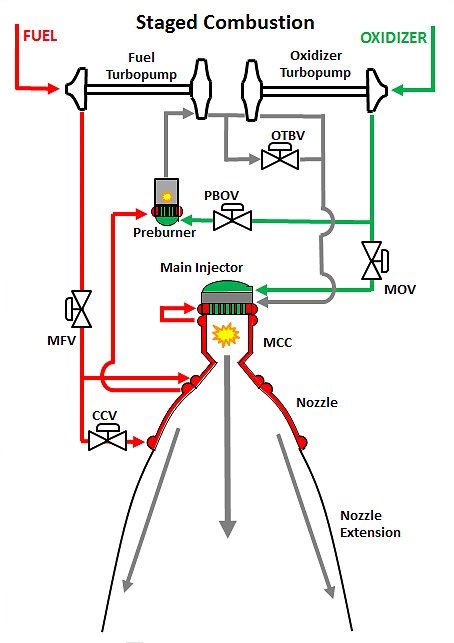 Staged Combustion
FUEL
OXIDIZER
Fuel
Turbopump
Oxidizer
Turbopump
OTBV
PBOV
Preburner
Main Injector
MOV
MFV
MCC
Nozzle
CCV
Nozzle
Extension